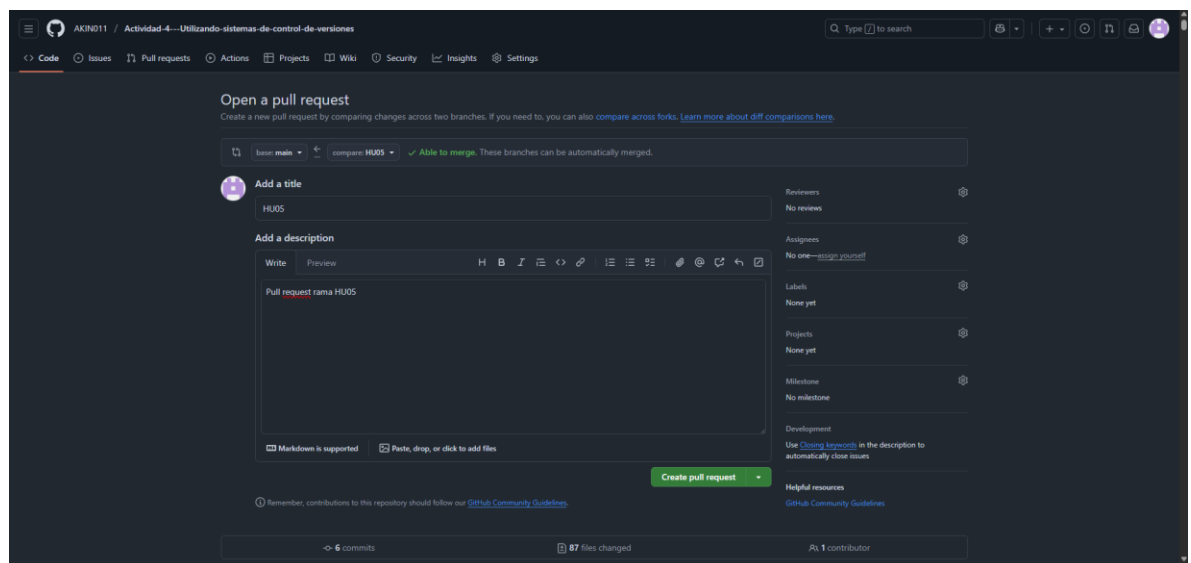 AKIN011 / Actividad-4---Utilizando-sistemas-de-control-de-versiones
Type / to search
Code Issues Pull requests Actions Projects Wiki Security Insights Settings
Open a pull request
Create a new pull request by comparing changes across two branches. If you need to, you can also compare across forks. Learn more about diff comparisons here.
base: main compare: HU05 Able to merge. These branches can be automatically merged.
Add a title
HU05
Add a description
Write Preview
Pull request rama HU05
Markdown is supported Paste, drop, or click to add files
Create pull request
Remember, contributions to this repository should follow our GitHub Community Guidelines.
Reviewers
No reviews
Assignees
No one—assign yourself
Labels
None yet
Projects
None yet
Milestone
No milestone
Development
Use Closing keywords in the description to
automatically close issues
Helpful resources
GitHub Community Guidelines
6 commits 87 files changed 1 contributor